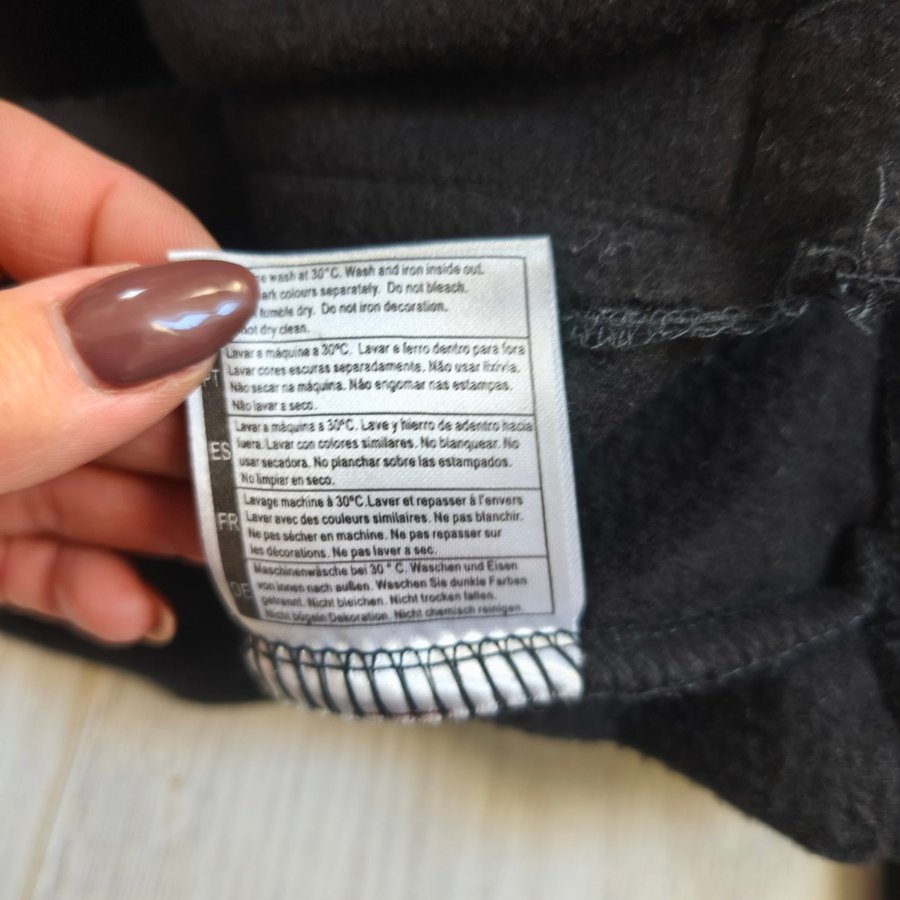 wash at 30°C. Wash and iron inside out.
colours separately. Do not bleach.
tumble dry. Do not iron decoration.
dry clean.
Lavar a máquina a 30ºC. Lavar e ferro dentro para fora
Lavar cores escuras separadamente. Não usar lixívia.
Não secar na máquina. Não engomar nas estampas.
Não lavar a seco.
ES
Lavar a máquina a 30ºC. Lave y hierro de adentro hacia
fuera. Lavar con colores similares. No blanquear. No
usar secadora. No planchar sobre las estampados.
No limpiar en seco.
FR
Lavage machine à 30ºC.Laver et repasser à l'envers
Laver avec des couleurs similaires. Ne pas blanchir.
Ne pas sécher en machine. Ne pas repasser sur
les décorations. Ne pas laver a sec.
DE
Maschinenwäsche bei 30 ° C. Waschen und Eisen
von innen nach außen. Waschen Sie dunkle Farben
getrennt. Nicht bleichen. Nicht trocken fallen.
Nicht bügeln Dekoration. Nicht chemisch reinigen.